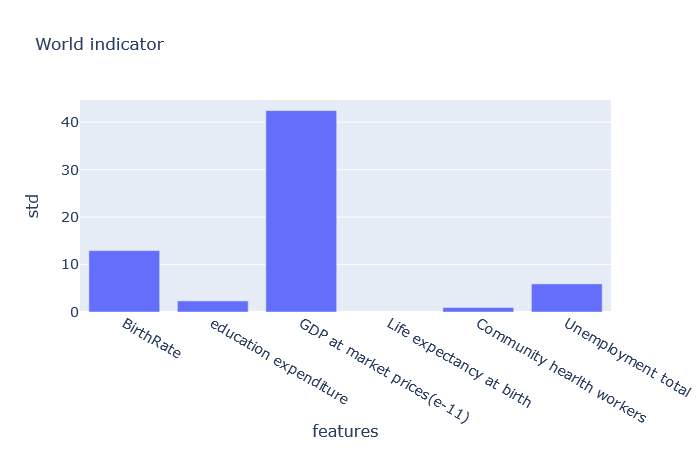 World indicator
40
30
20
10
0
std
BirthRate
education expenditure
GDP at market prices(e-11)
Life expectancy at birth
Community hearlth workers
Unemployment total
features